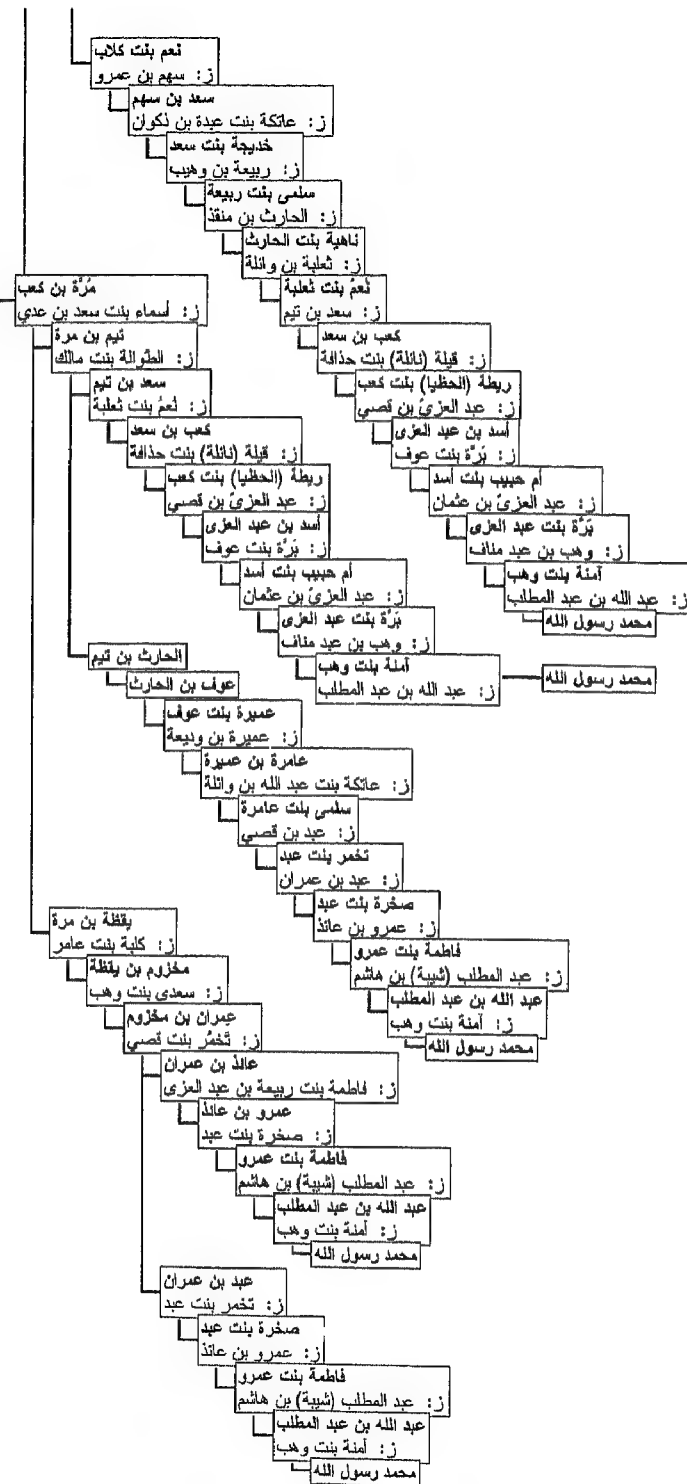 نعم بنت كلاب
ز: سهم بن عمرو
سعد بن سهم
ز: عاتكة بنت عبدة بن ذكوان
خديجة بنت سعد
ز: ربيعة بن وهيب
سلمى بنت ربيعة
ز: الحارث بن منقذ
ناهية بنت الحارث
ز: ثعلبة بن وائلة
نُعمُ بنت ثعلبة
ز: سعد بن تيم
كعب بن سعد
ز: قيلة (نائلة) بنت حذافة
ريطة (الحظيا) بنت كعب
ز: عبد العزيّ بن قصي
أسد بن عبد العزى
ز: بَرَّة بنت عوف
أم حبيب بنت أسد
ز: عبد العزيّ بن عثمان
بَرَّة بنت عبد العزى
ز: وهب بن عبد مناف
آمنة بنت وهب
ز: عبد الله بن عبد المطلب
محمد رسول الله
مُرَّة بن كعب
ز: أسماء بنت سعد بن عدي
تيم بن مرة
ز: الطوالة بنت مالك
سعد بن تيم
ز: نُعمُ بنت ثعلبة
كعب بن سعد
ز: قيلة (نائلة) بنت حذافة
ريطة (الحظيا) بنت كعب
ز: عبد العزيّ بن قصي
أسد بن عبد العزى
ز: بَرَّة بنت عوف
أم حبيب بنت أسد
ز: عبد العزيّ بن عثمان
بَرَّة بنت عبد العزى
ز: وهب بن عبد مناف
آمنة بنت وهب
ز: عبد الله بن عبد المطلب
محمد رسول الله
الحارث بن تيم
عوف بن الحارث
عميرة بنت عوف
ز: عميرة بن وديعة
عامرة بن عميرة
ز: عاتكة بنت عبد الله بن وائلة
سلمى بنت عامرة
ز: عبد بن قصي
تخمر بنت عبد
ز: عبد بن عمران
صخرة بنت عبد
ز: عمرو بن عائذ
فاطمة بنت عمرو
ز: عبد المطلب (شيبة) بن هاشم
عبد الله بن عبد المطلب
ز: آمنة بنت وهب
محمد رسول الله
يقظة بن مرة
ز: كلبة بنت عامر
مخزوم بن يقظة
ز: سعدى بنت وهب
عِمران بن مخزوم
ز: تَخمُر بنت قصي
عائذ بن عمران
ز: فاطمة بنت ربيعة بن عبد العزى
عمرو بن عائذ
ز: صخرة بنت عبد
فاطمة بنت عمرو
ز: عبد المطلب (شيبة) بن هاشم
عبد الله بن عبد المطلب
ز: آمنة بنت وهب
محمد رسول الله
عبد بن عمران
ز: تخمر بنت عبد
صخرة بنت عبد
ز: عمرو بن عائذ
فاطمة بنت عمرو
ز: عبد المطلب (شيبة) بن هاشم
عبد الله بن عبد المطلب
ز: آمنة بنت وهب
محمد رسول الله